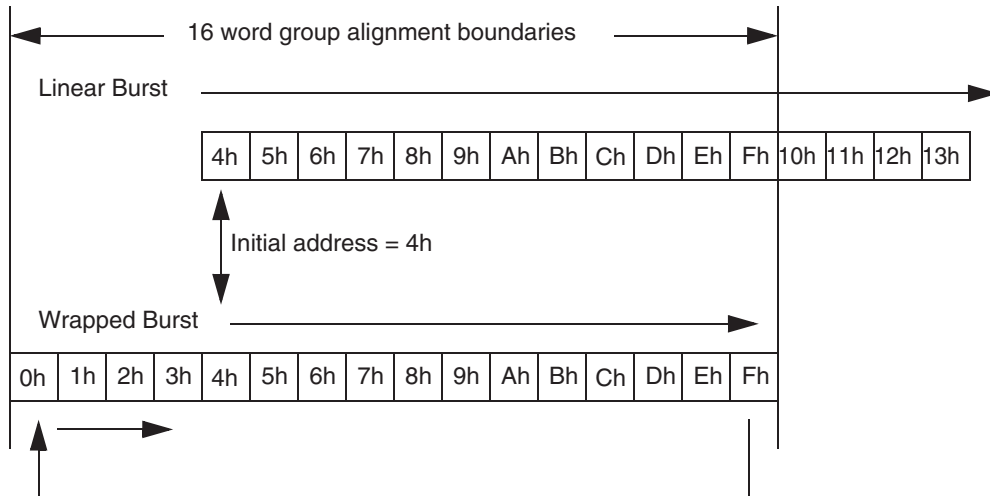 16 word group alignment boundaries
Linear Burst
4h 5h 6h 7h 8h 9h Ah Bh Ch Dh Eh Fh 10h 11h 12h 13h
Initial address = 4h
Wrapped Burst
0h 1h 2h 3h 4h 5h 6h 7h 8h 9h Ah Bh Ch Dh Eh Fh